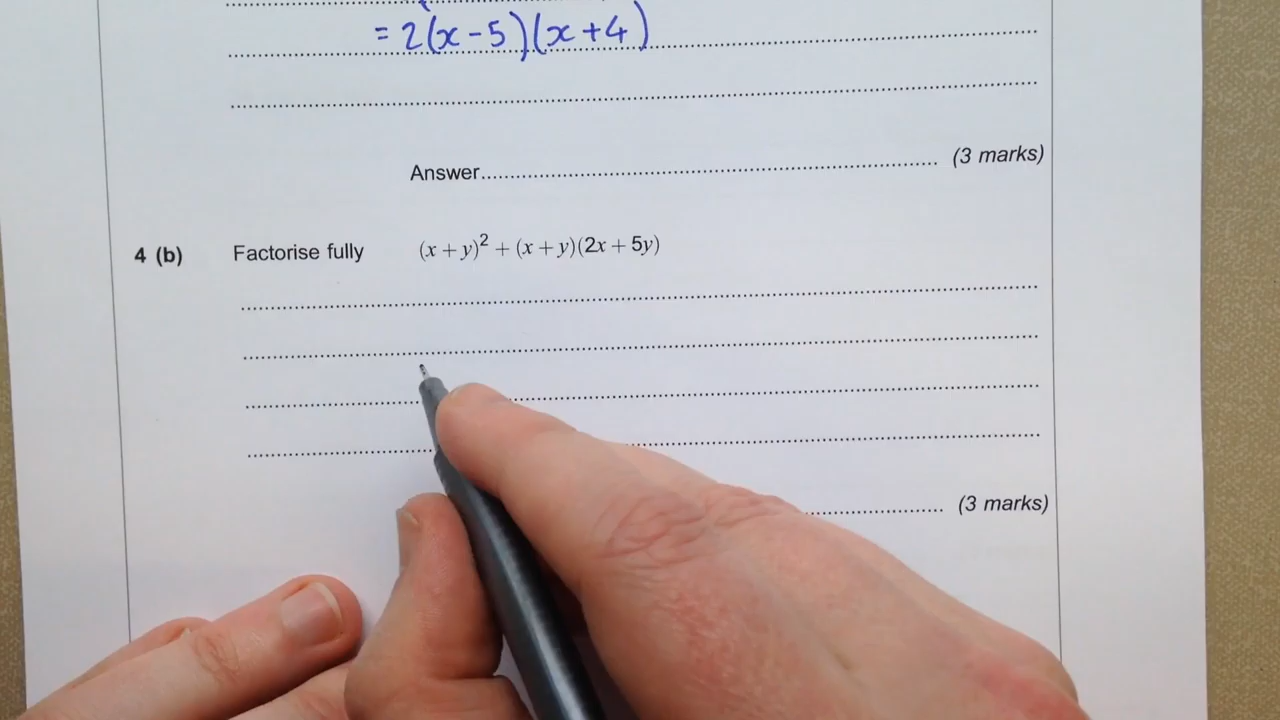 = 2(x-5)(x+4)
Answer.............................. (3 marks)
4 (b) Factorise fully (x + y)² + (x + y)(2x + 5y)
(3 marks)